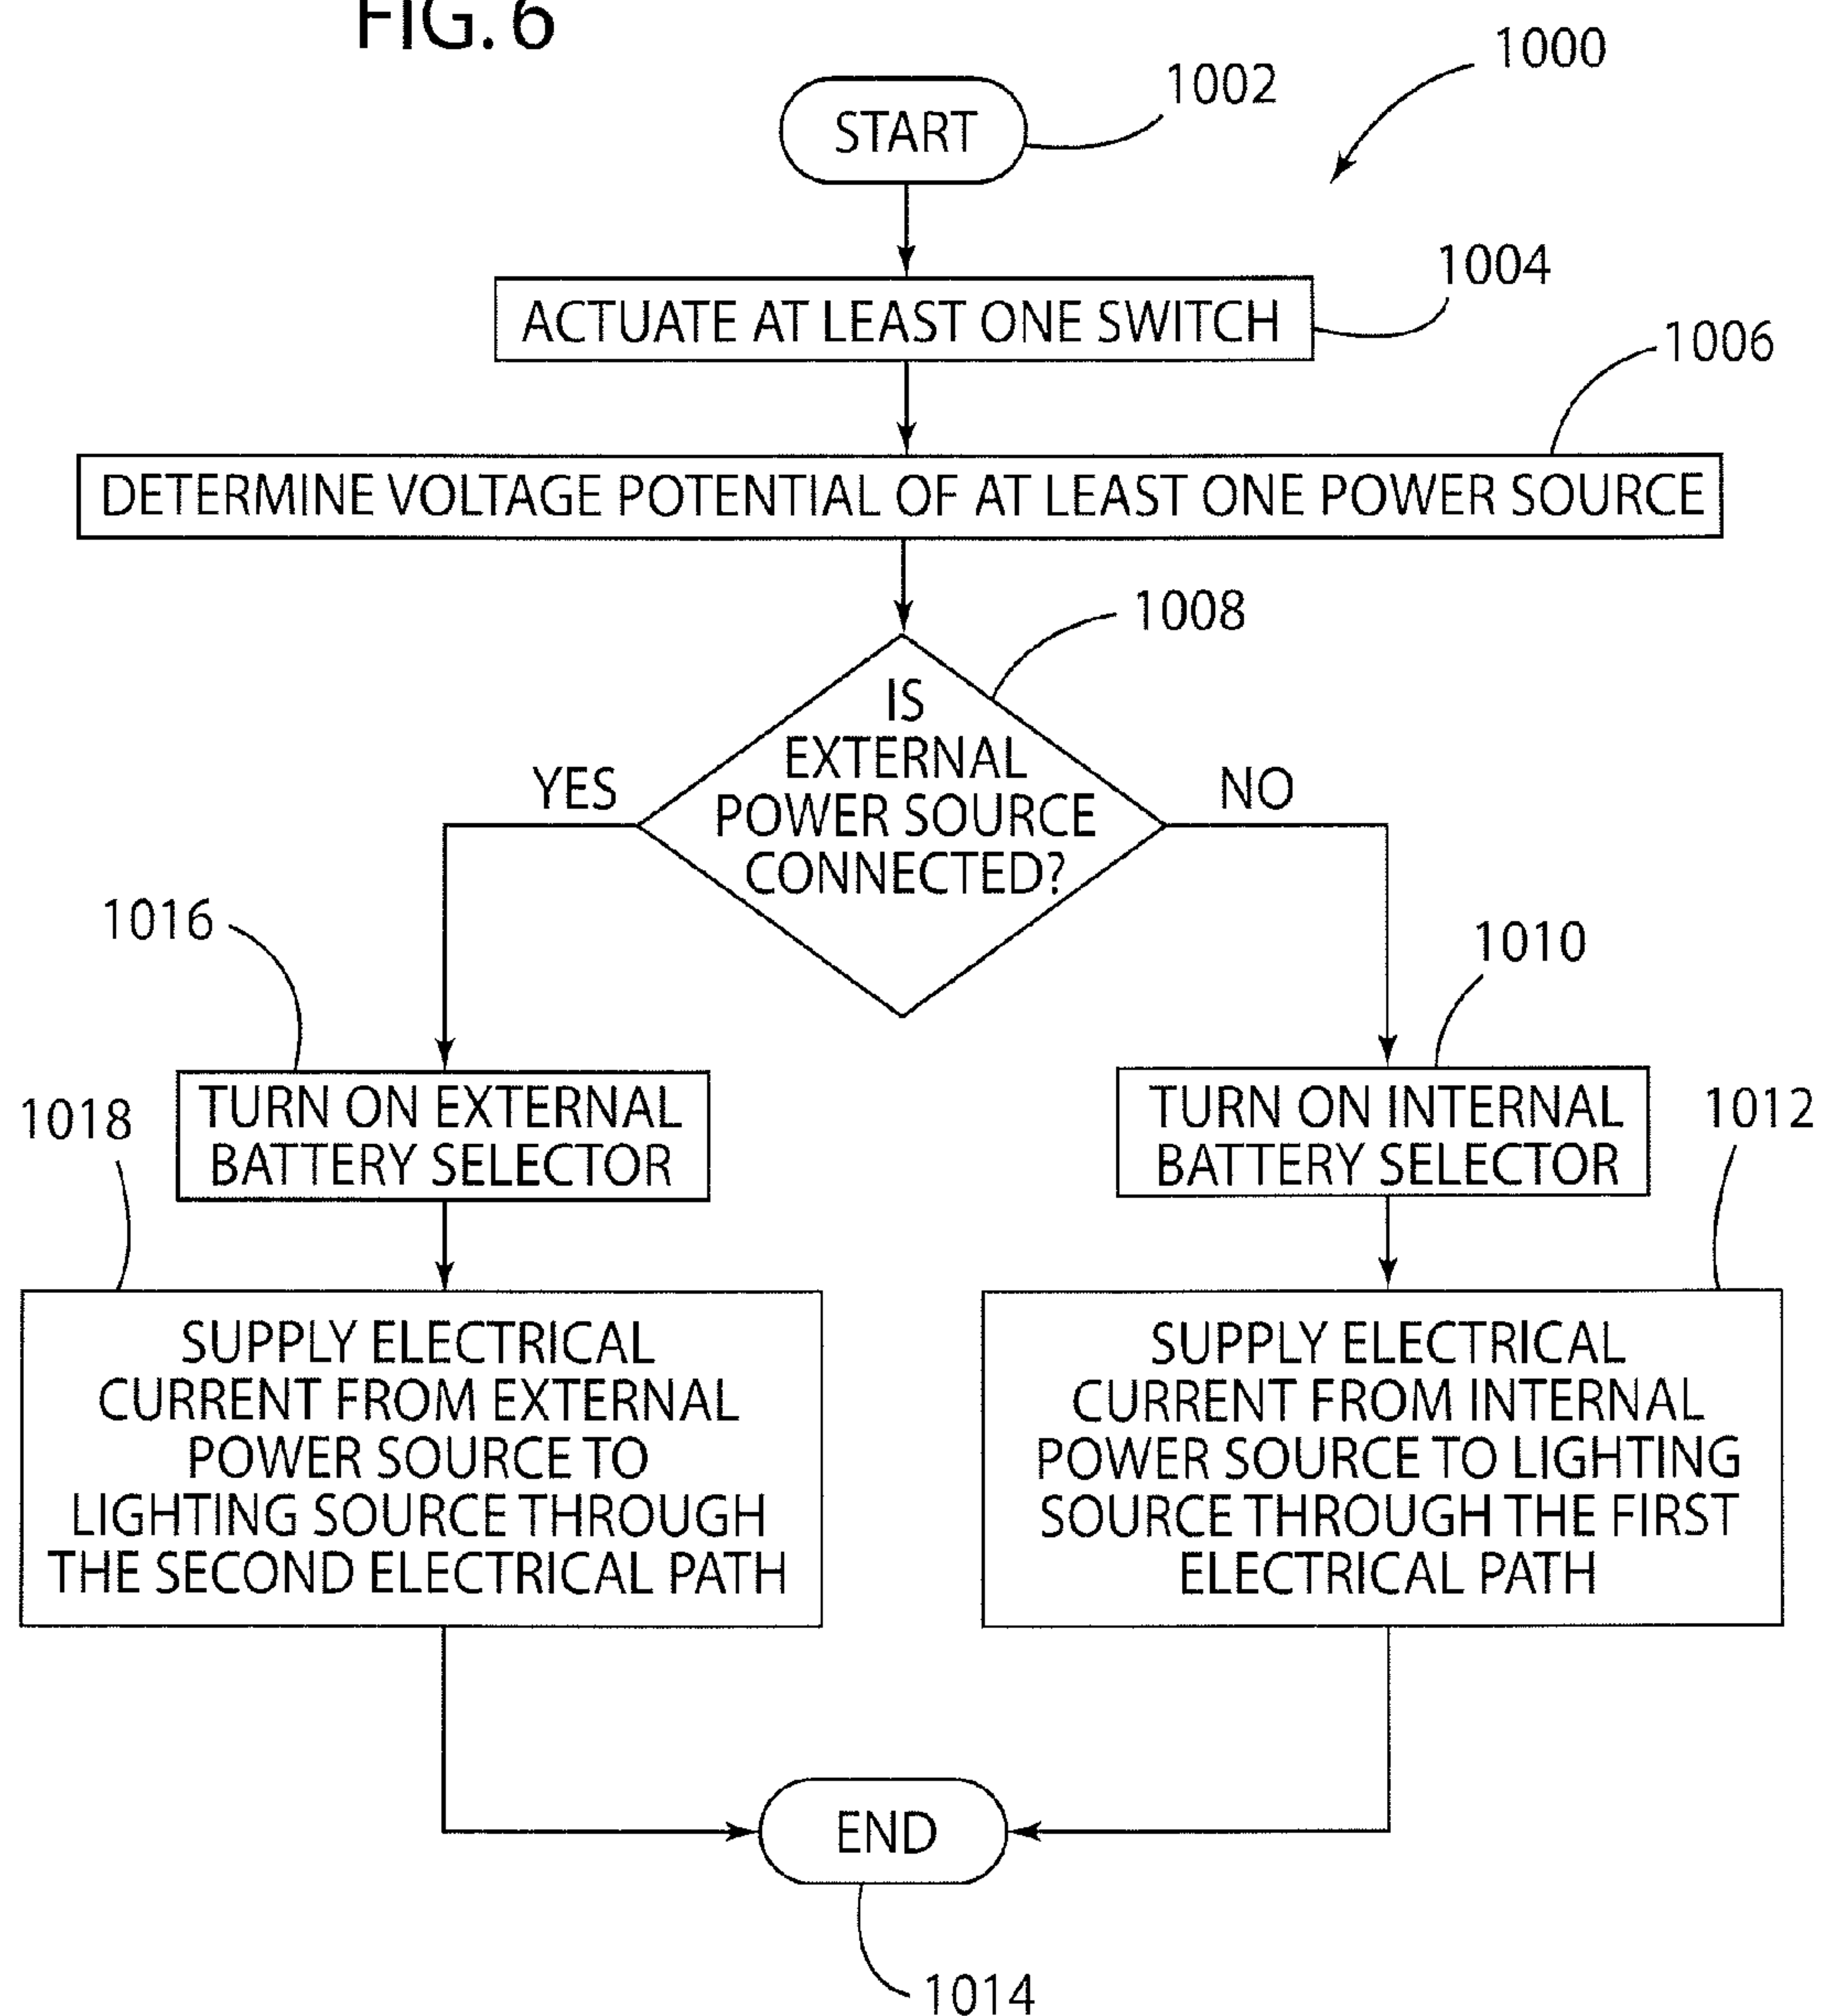 FIG. 6
1000
1002
START
1004
ACTUATE AT LEAST ONE SWITCH
1006
DETERMINE VOLTAGE POTENTIAL OF AT LEAST ONE POWER SOURCE
1008
IS
EXTERNAL
POWER SOURCE
CONNECTED?
YES
NO
1016
1010
TURN ON EXTERNAL
BATTERY SELECTOR
TURN ON INTERNAL
BATTERY SELECTOR
1018
1012
SUPPLY ELECTRICAL
CURRENT FROM EXTERNAL
POWER SOURCE TO
LIGHTING SOURCE THROUGH
THE SECOND ELECTRICAL PATH
SUPPLY ELECTRICAL
CURRENT FROM INTERNAL
POWER SOURCE TO LIGHTING
SOURCE THROUGH THE FIRST
ELECTRICAL PATH
END
1014